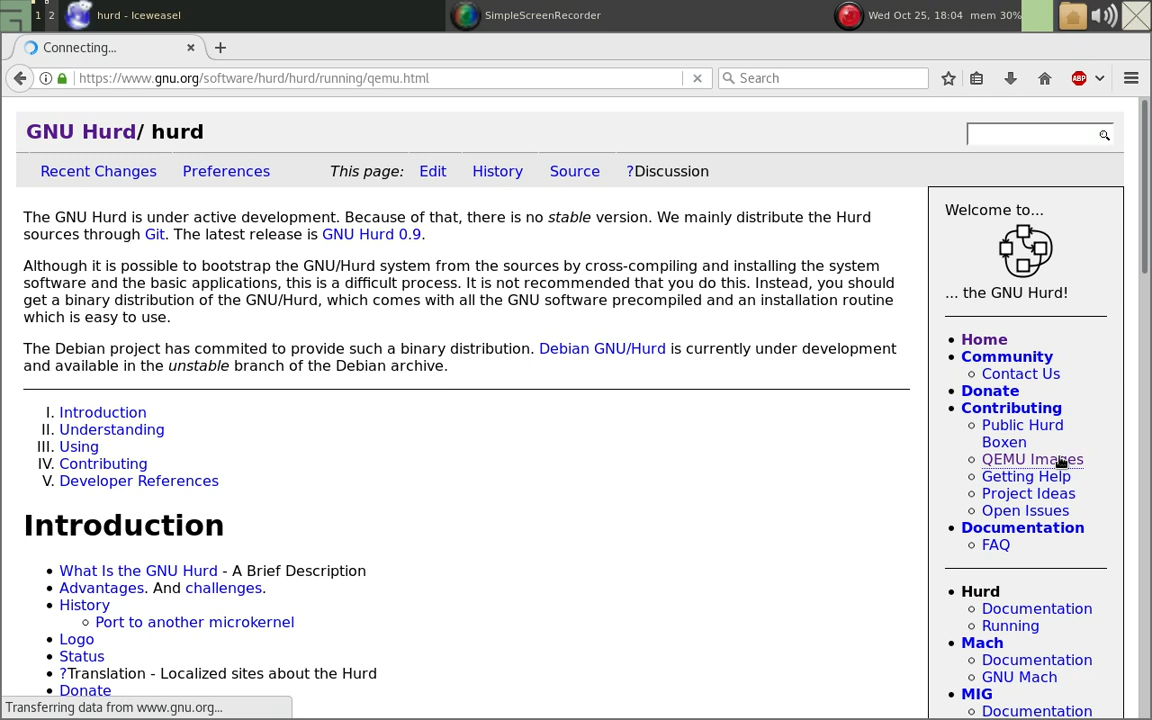 1 2 hurd - Iceweasel SimpleScreenRecorder Wed Oct 25, 18:04 mem 30%
Connecting...
https://www.gnu.org/software/hurd/hurd/running/qemu.html Search ABP
GNU Hurd/ hurd
Recent Changes Preferences This page: Edit History Source ?Discussion
The GNU Hurd is under active development. Because of that, there is no stable version. We mainly distribute the Hurd
sources through Git. The latest release is GNU Hurd 0.9.
Although it is possible to bootstrap the GNU/Hurd system from the sources by cross-compiling and installing the system
software and the basic applications, this is a difficult process. It is not recommended that you do this. Instead, you should
get a binary distribution of the GNU/Hurd, which comes with all the GNU software precompiled and an installation routine
which is easy to use.
The Debian project has commited to provide such a binary distribution. Debian GNU/Hurd is currently under development
and available in the unstable branch of the Debian archive.
I. Introduction
II. Understanding
III. Using
IV. Contributing
V. Developer References
Introduction
• What Is the GNU Hurd - A Brief Description
• Advantages. And challenges.
• History
Port to another microkernel
• Logo
• Status
• ?Translation - Localized sites about the Hurd
• Donate
Welcome to...
... the GNU Hurd!
• Home
• Community
Contact Us
• Donate
• Contributing
Public Hurd
Boxen
QEMU Images
Getting Help
Project Ideas
Open Issues
• Documentation
FAQ
• Hurd
Documentation
Running
• Mach
Documentation
GNU Mach
• MIG
Documentation
Transferring data from www.gnu.org...